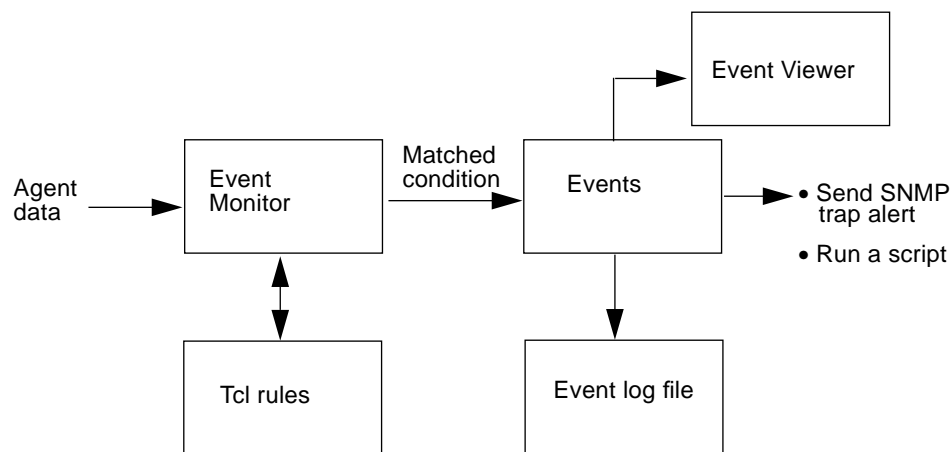 Event Viewer
Agent
data
Event
Monitor
Matched
condition
Events
• Send SNMP
trap alert
• Run a script
Tcl rules
Event log file